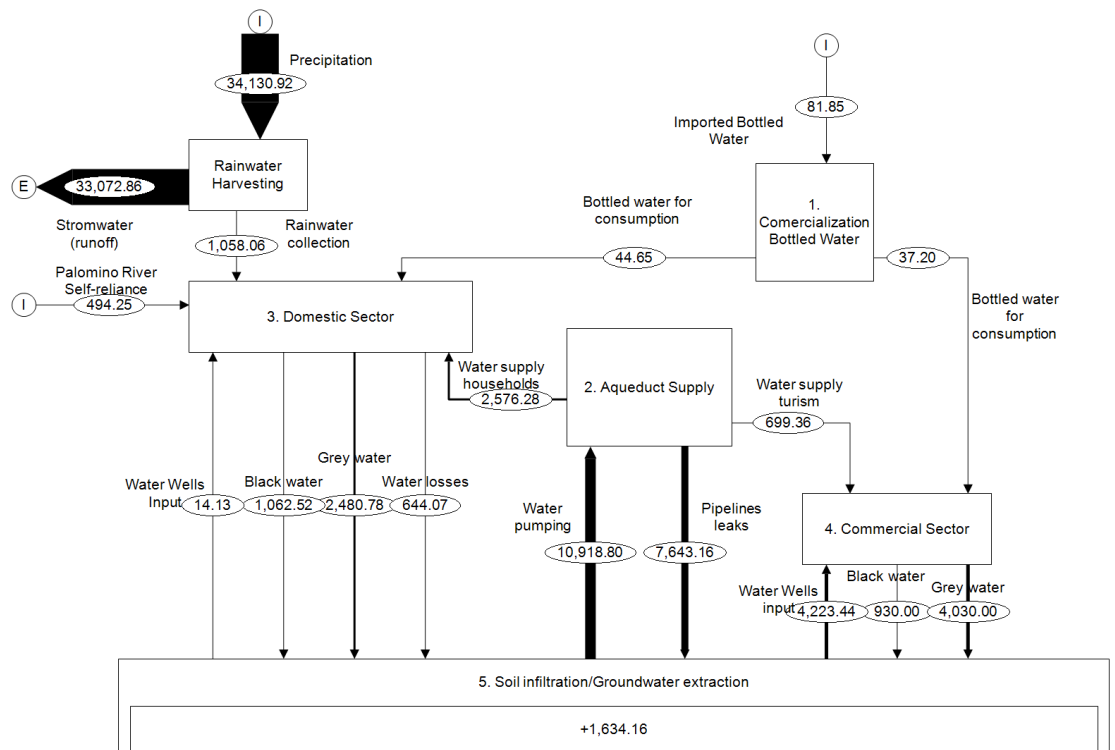 I
Precipitation
34,130.92
I
81.85
Imported Bottled
Water
Rainwater
Harvesting
E
33,072.86
Stromwater
(runoff)
Rainwater
collection
1,058.06
1.
Comercialization
Bottled Water
Bottled water for
consumption
44.65
37.20
Palomino River
Self-reliance
I
494.25
Bottled water
for
consumption
3. Domestic Sector
2. Aqueduct Supply
Water supply
households
2,576.28
Water supply
turism
699.36
Water Wells
Input
14.13
Black water
1,062.52
Grey water
2,480.78
Water losses
644.07
Water
pumping
10,918.80
Pipelines
leaks
7,643.16
4. Commercial Sector
Water Wells
input
4,223.44
Black water
930.00
Grey water
4,030.00
5. Soil infiltration/Groundwater extraction
+1,634.16